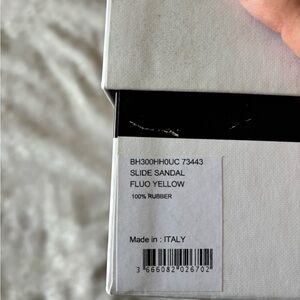 BH300HH0UC 73443
SLIDE SANDAL
FLUO YELLOW
100% RUBBER
Made in : ITALY
3 666082 026702